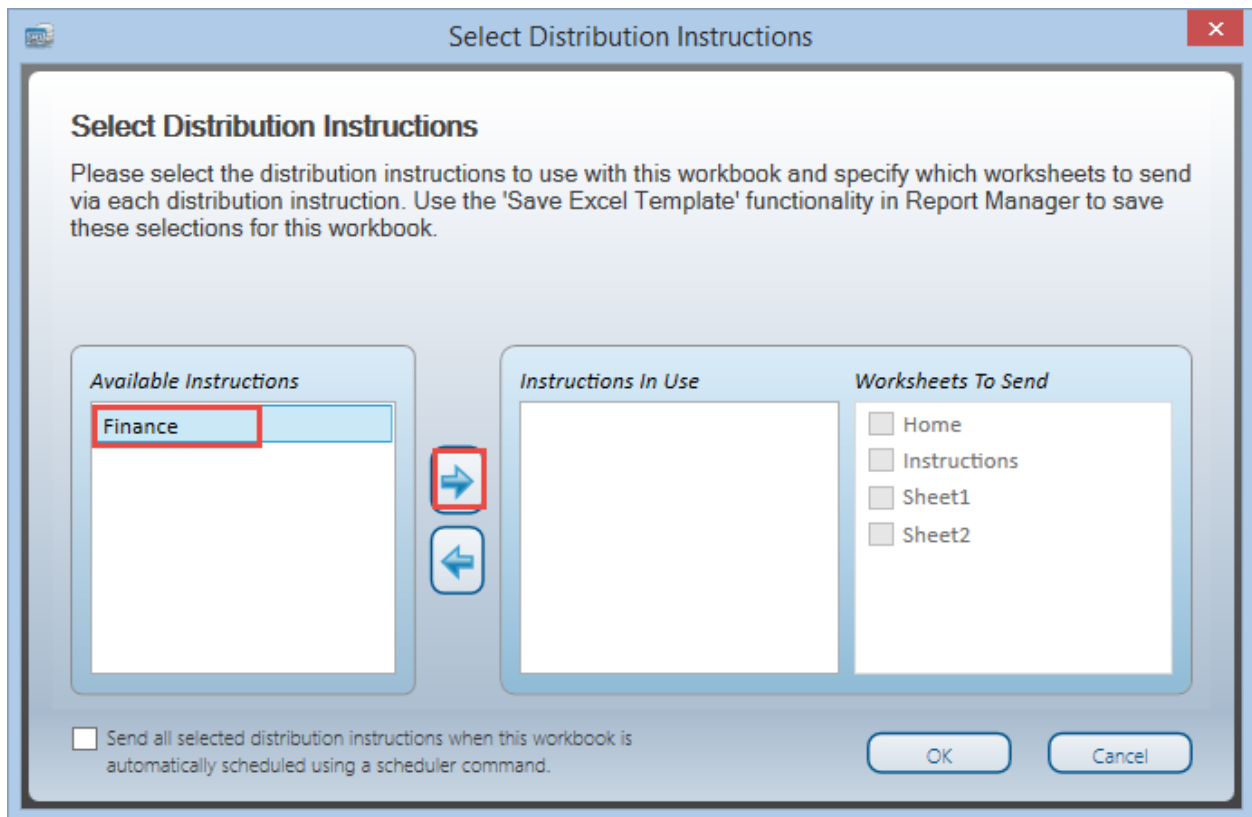 Select Distribution Instructions
Select Distribution Instructions
Please select the distribution instructions to use with this workbook and specify which worksheets to send
via each distribution instruction. Use the 'Save Excel Template' functionality in Report Manager to save
these selections for this workbook.
Available Instructions
Finance
Instructions In Use
Worksheets To Send
Home
Instructions
Sheet1
Sheet2
Send all selected distribution instructions when this workbook is
automatically scheduled using a scheduler command.
OK
Cancel